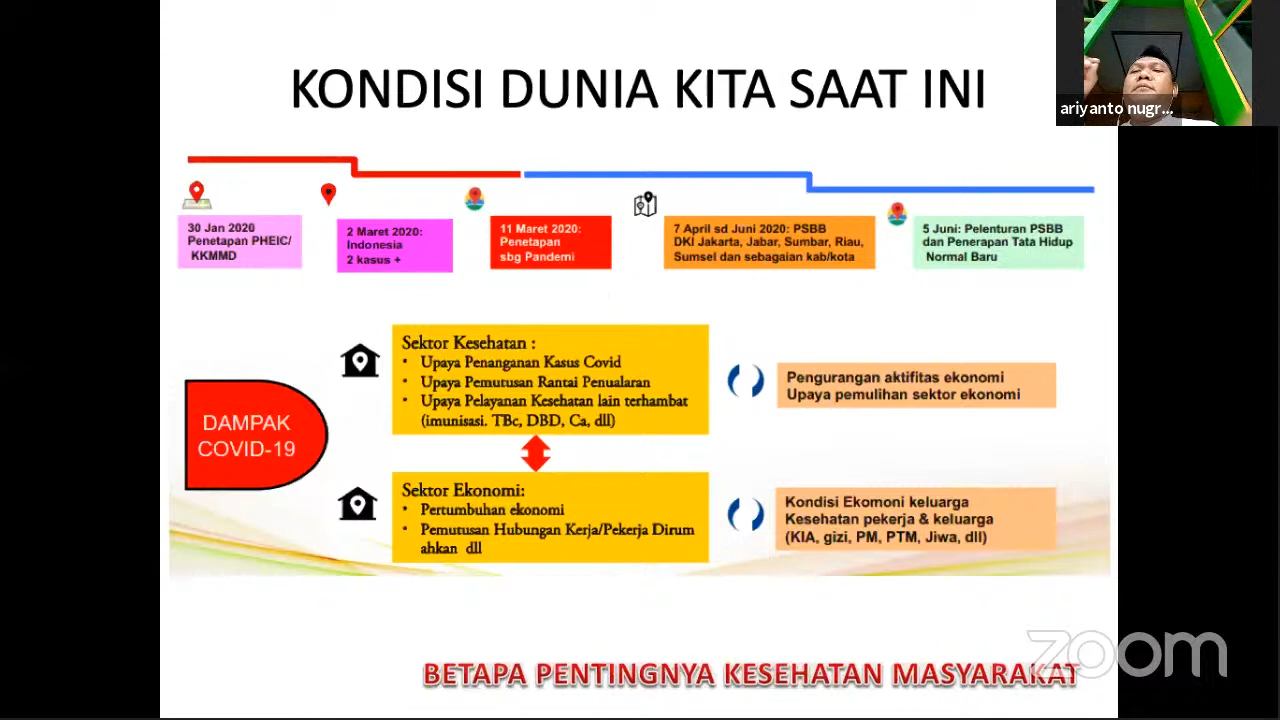 KONDISI DUNIA KITA SAAT INI
ariyanto nugr...
30 Jan 2020
Penetapan PHEIC/
KKMMD
2 Maret 2020:
Indonesia
2 kasus +
11 Maret 2020:
Penetapan
sbg Pandemi
7 April sd Juni 2020: PSBB
DKI Jakarta, Jabar, Sumbar, Riau,
Sumsel dan sebagaian kab/kota
5 Juni: Pelenturan PSBB
dan Penerapan Tata Hidup
Normal Baru
DAMPAK
COVID-19
Sektor Kesehatan :
• Upaya Penanganan Kasus Covid
• Upaya Pemutusan Rantai Penualaran
• Upaya Pelayanan Kesehatan lain terhambat
(imunisasi. TBc, DBD, Ca, dll)
Pengurangan aktifitas ekonomi
Upaya pemulihan sektor ekonomi
Sektor Ekonomi:
• Pertumbuhan ekonomi
• Pemutusan Hubungan Kerja/Pekerja Dirum
ahkan dll
Kondisi Ekomoni keluarga
Kesehatan pekerja & keluarga
(KIA, gizi, PM, PTM, Jiwa, dll)
BETAPA PENTINGNYA KESEHATAN MASYARAKAT
zoom